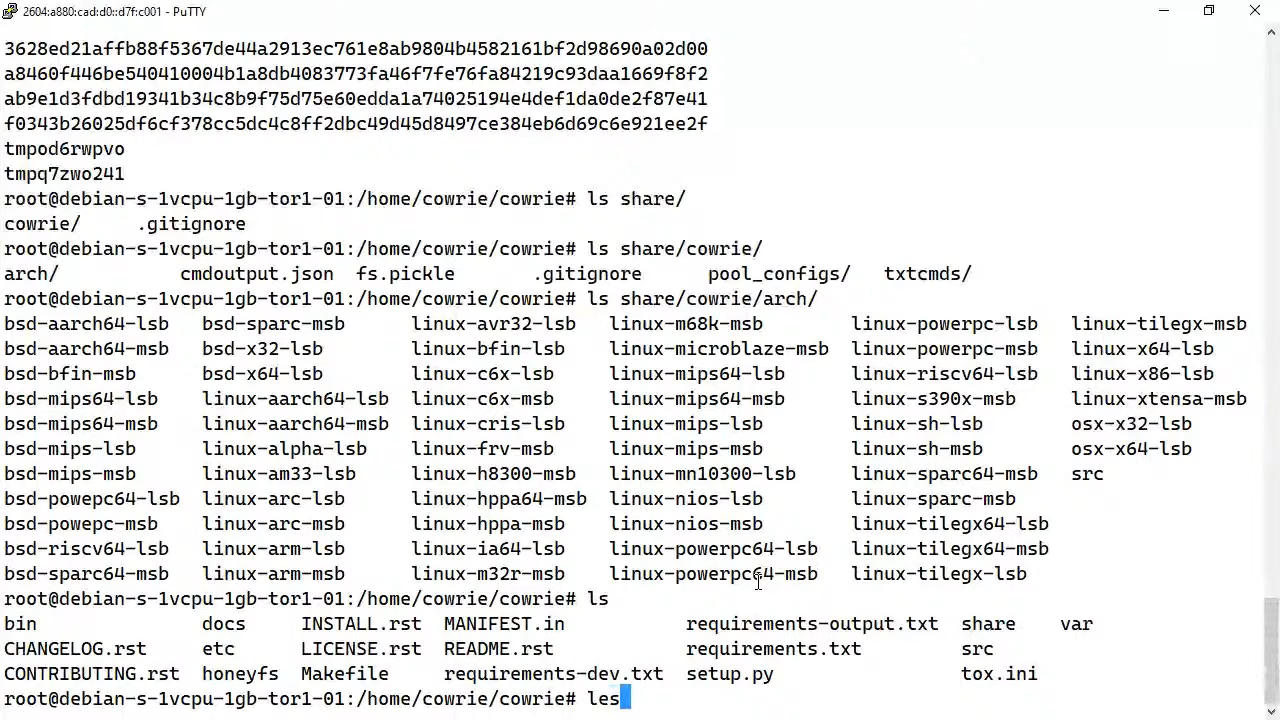 2604:a880:cad:d0::d7f:c001 - PuTTY
3628ed21affb88f5367de44a2913ec761e8ab9804b4582161bf2d98690a02d00
a8460f446be540410004b1a8db4083773fa46f7fe76fa84219c93daa1669f8f2
ab9e1d3fdbd19341b34c8b9f75d75e60edda1a74025194e4def1da0de2f87e41
f0343b26025df6cf378cc5dc4c8ff2dbc49d45d8497ce384eb6d69c6e921ee2f
tmpod6rwpvo
tmpq7zwo241
root@debian-s-1vcpu-1gb-tor1-01:/home/cowrie/cowrie# ls share/
cowrie/ .gitignore
root@debian-s-1vcpu-1gb-tor1-01:/home/cowrie/cowrie# ls share/cowrie/
arch/ cmdoutput.json fs.pickle .gitignore pool_configs/ txtcmds/
root@debian-s-1vcpu-1gb-tor1-01:/home/cowrie/cowrie# ls share/cowrie/arch/
bsd-aarch64-lsb bsd-sparc-msb linux-avr32-lsb linux-m68k-msb linux-powerpc-lsb linux-tilegx-msb
bsd-aarch64-msb bsd-x32-lsb linux-bfin-lsb linux-microblaze-msb linux-powerpc-msb linux-x64-lsb
bsd-bfin-msb bsd-x64-lsb linux-c6x-lsb linux-mips64-lsb linux-riscv64-lsb linux-x86-lsb
bsd-mips64-lsb linux-aarch64-lsb linux-c6x-msb linux-mips64-msb linux-s390x-msb linux-xtensa-msb
bsd-mips64-msb linux-aarch64-msb linux-cris-lsb linux-mips-lsb linux-sh-lsb osx-x32-lsb
bsd-mips-lsb linux-alpha-lsb linux-frv-msb linux-mips-msb linux-sh-msb osx-x64-lsb
bsd-mips-msb linux-am33-lsb linux-h8300-msb linux-mn10300-lsb linux-sparc64-msb src
bsd-powepc64-lsb linux-arc-lsb linux-hppa64-msb linux-nios-lsb linux-sparc-msb
bsd-powepc-msb linux-arc-msb linux-hppa-msb linux-nios-msb linux-tilegx64-lsb
bsd-riscv64-lsb linux-arm-lsb linux-ia64-lsb linux-powerpc64-lsb linux-tilegx64-msb
bsd-sparc64-msb linux-arm-msb linux-m32r-msb linux-powerpc64-msb linux-tilegx-lsb
root@debian-s-1vcpu-1gb-tor1-01:/home/cowrie/cowrie# ls
bin docs INSTALL.rst MANIFEST.in requirements-output.txt share var
CHANGELOG.rst etc LICENSE.rst README.rst requirements.txt src
CONTRIBUTING.rst honeyfs Makefile requirements-dev.txt setup.py tox.ini
root@debian-s-1vcpu-1gb-tor1-01:/home/cowrie/cowrie# les